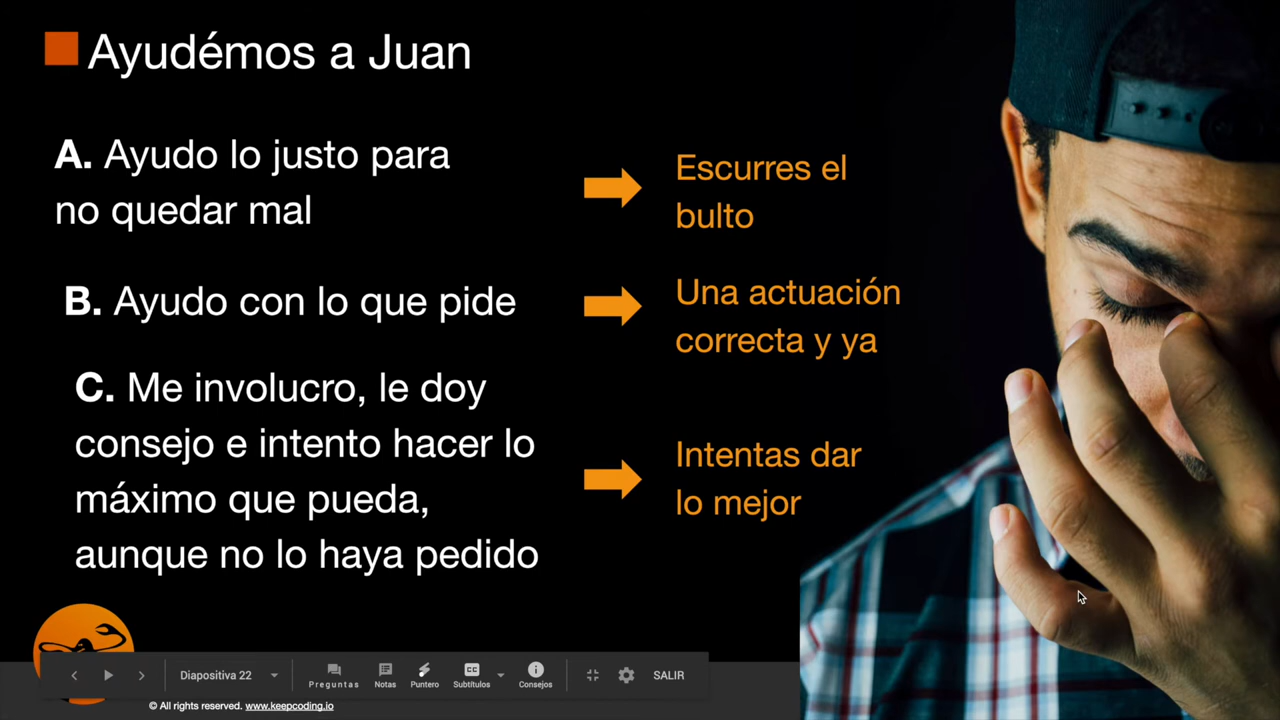 Ayudémos a Juan
A. Ayudo lo justo para
no quedar mal
Escurres el
bulto
B. Ayudo con lo que pide
Una actuación
correcta y ya
C. Me involucro, le doy
consejo e intento hacer lo
máximo que pueda,
aunque no lo haya pedido
Intentas dar
lo mejor
Diapositiva 22
Preguntas
Notas
Puntero
CC
Subtítulos
Consejos
SALIR
© All rights reserved. www.keepcoding.io